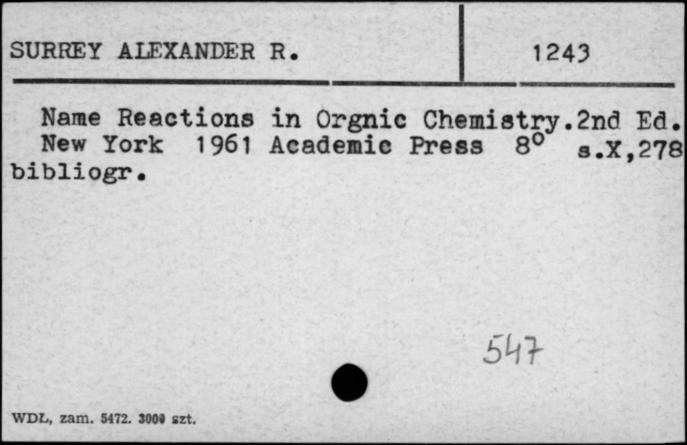 SURREY ALEXANDER R. 1243
Name Reactions in Orgnic Chemistry.2nd Ed.
New York 1961 Academic Press 8° s.X,278
bibliogr.
547
WDL, zam. 5472. 3000 szt.